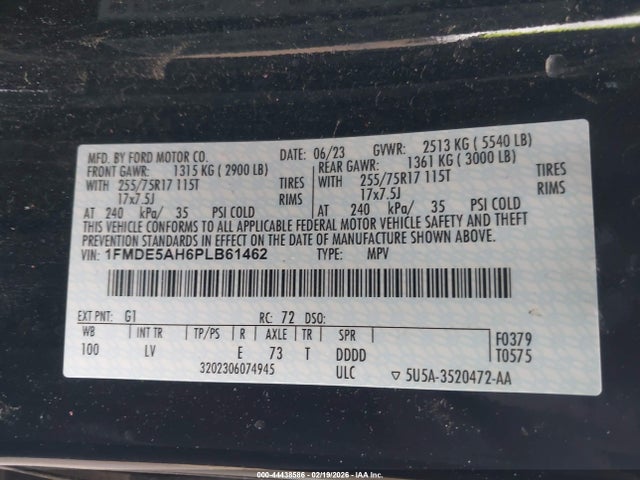 MFD. BY FORD MOTOR CO. DATE: 06/23 GVWR: 2513 KG ( 5540 LB)
FRONT GAWR: 1315 KG ( 2900 LB) REAR GAWR: 1361 KG ( 3000 LB)
WITH 255/75R17 115T TIRES WITH 255/75R17 115T TIRES
17x7.5J RIMS 17x7.5J RIMS
AT 240 kPa/ 35 PSI COLD AT 240 kPa/ 35 PSI COLD
THIS VEHICLE CONFORMS TO ALL APPLICABLE FEDERAL MOTOR VEHICLE SAFETY AND THEFT
PREVENTION STANDARDS IN EFFECT ON THE DATE OF MANUFACTURE SHOWN ABOVE.
VIN: 1FMDE5AH6PLB61462 TYPE: MPV
EXT PNT: G1 RC: 72 DSO:
WB INT TR TP/PS R AXLE TR SPR F0379
100 LV E 73 T DDDD T0575
3202306074945 ULC 5U5A-3520472-AA
000-44438586 - 02/19/2026 - IAA Inc.